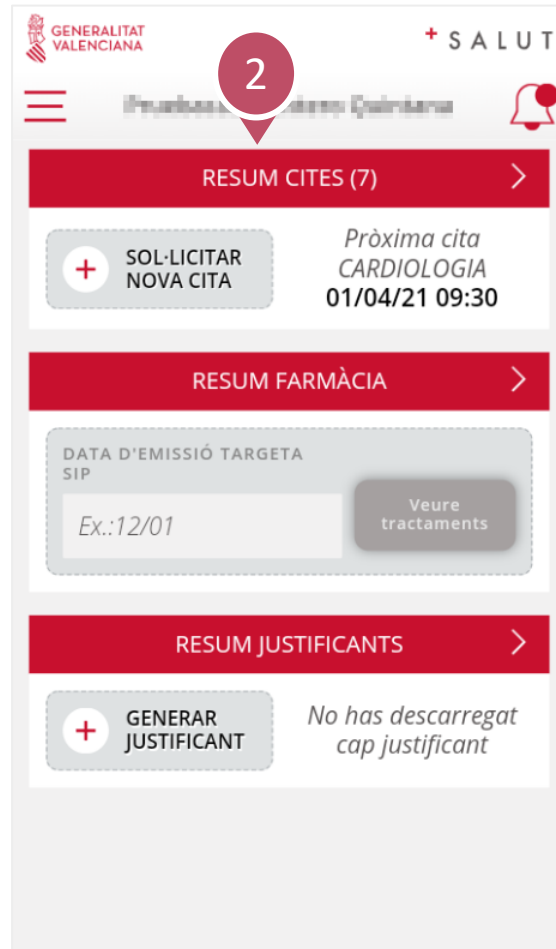 GENERALITAT
VALENCIANA
+ SALUT
2
RESUM CITES (7)
SOL·LICITAR
NOVA CITA
Pròxima cita
CARDIOLOGIA
01/04/21 09:30
RESUM FARMÀCIA
DATA D'EMISSIÓ TARGETA
SIP
Ex.:12/01
Veure
tractaments
RESUM JUSTIFICANTS
GENERAR
JUSTIFICANT
No has descarregat
cap justificant